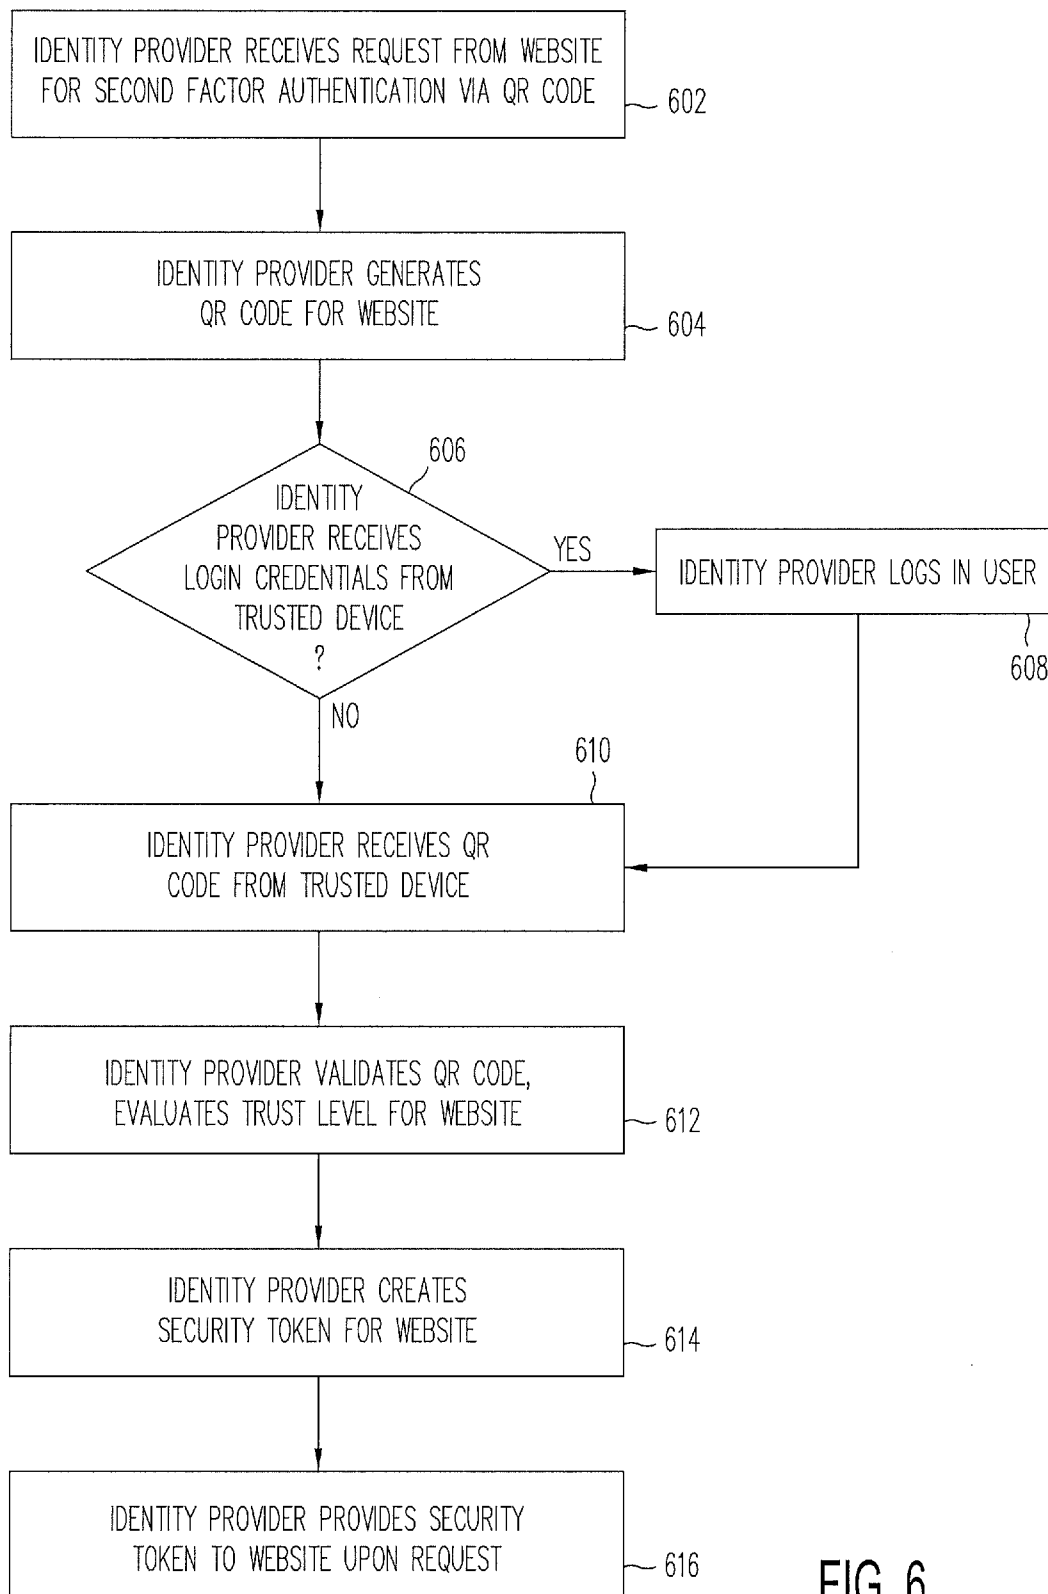 IDENTITY PROVIDER RECEIVES REQUEST FROM WEBSITE
FOR SECOND FACTOR AUTHENTICATION VIA QR CODE
602
IDENTITY PROVIDER GENERATES
QR CODE FOR WEBSITE
604
606
IDENTITY
PROVIDER RECEIVES
LOGIN CREDENTIALS FROM
TRUSTED DEVICE
?
YES
IDENTITY PROVIDER LOGS IN USER
608
NO
610
IDENTITY PROVIDER RECEIVES QR
CODE FROM TRUSTED DEVICE
IDENTITY PROVIDER VALIDATES QR CODE,
EVALUATES TRUST LEVEL FOR WEBSITE
612
IDENTITY PROVIDER CREATES
SECURITY TOKEN FOR WEBSITE
614
IDENTITY PROVIDER PROVIDES SECURITY
TOKEN TO WEBSITE UPON REQUEST
616
FIG. 6